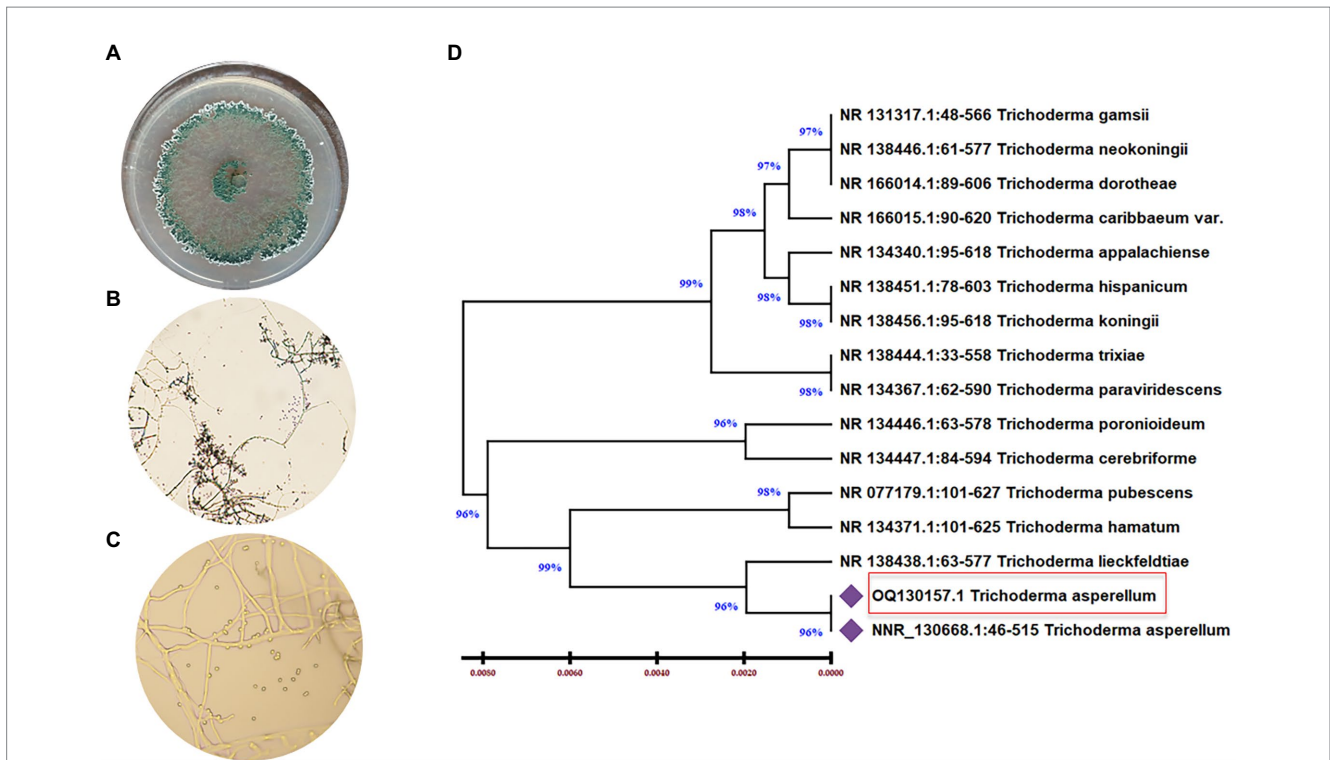 A
B
C
D
NR 131317.1:48-566 Trichoderma gamsii
97%
NR 138446.1:61-577 Trichoderma neokoningii
97%
NR 166014.1:89-606 Trichoderma dorotheae
98%
NR 166015.1:90-620 Trichoderma caribbaeum var.
NR 134340.1:95-618 Trichoderma appalachiense
99%
NR 138451.1:78-603 Trichoderma hispanicum
98%
NR 138456.1:95-618 Trichoderma koningii
98%
NR 138444.1:33-558 Trichoderma trixiae
NR 134367.1:62-590 Trichoderma paraviridescens
98%
NR 134446.1:63-578 Trichoderma poronioideum
96%
NR 134447.1:84-594 Trichoderma cerebriforme
NR 077179.1:101-627 Trichoderma pubescens
98%
96%
NR 134371.1:101-625 Trichoderma hamatum
NR 138438.1:63-577 Trichoderma lieckfeldtiae
99%
OQ130157.1 Trichoderma asperellum
96%
NNR_130668.1:46-515 Trichoderma asperellum
96%
0.0050 0.0060 0.0040 0.0020 0.0000